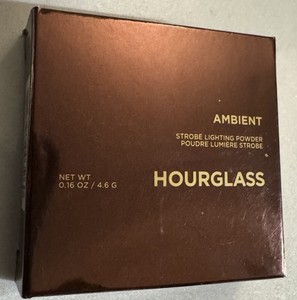 AMBIENT
STROBE LIGHTING POWDER
POUDRE LUMIÈRE STROBE
NET WT
0.16 OZ / 4.6 G
HOURGLASS